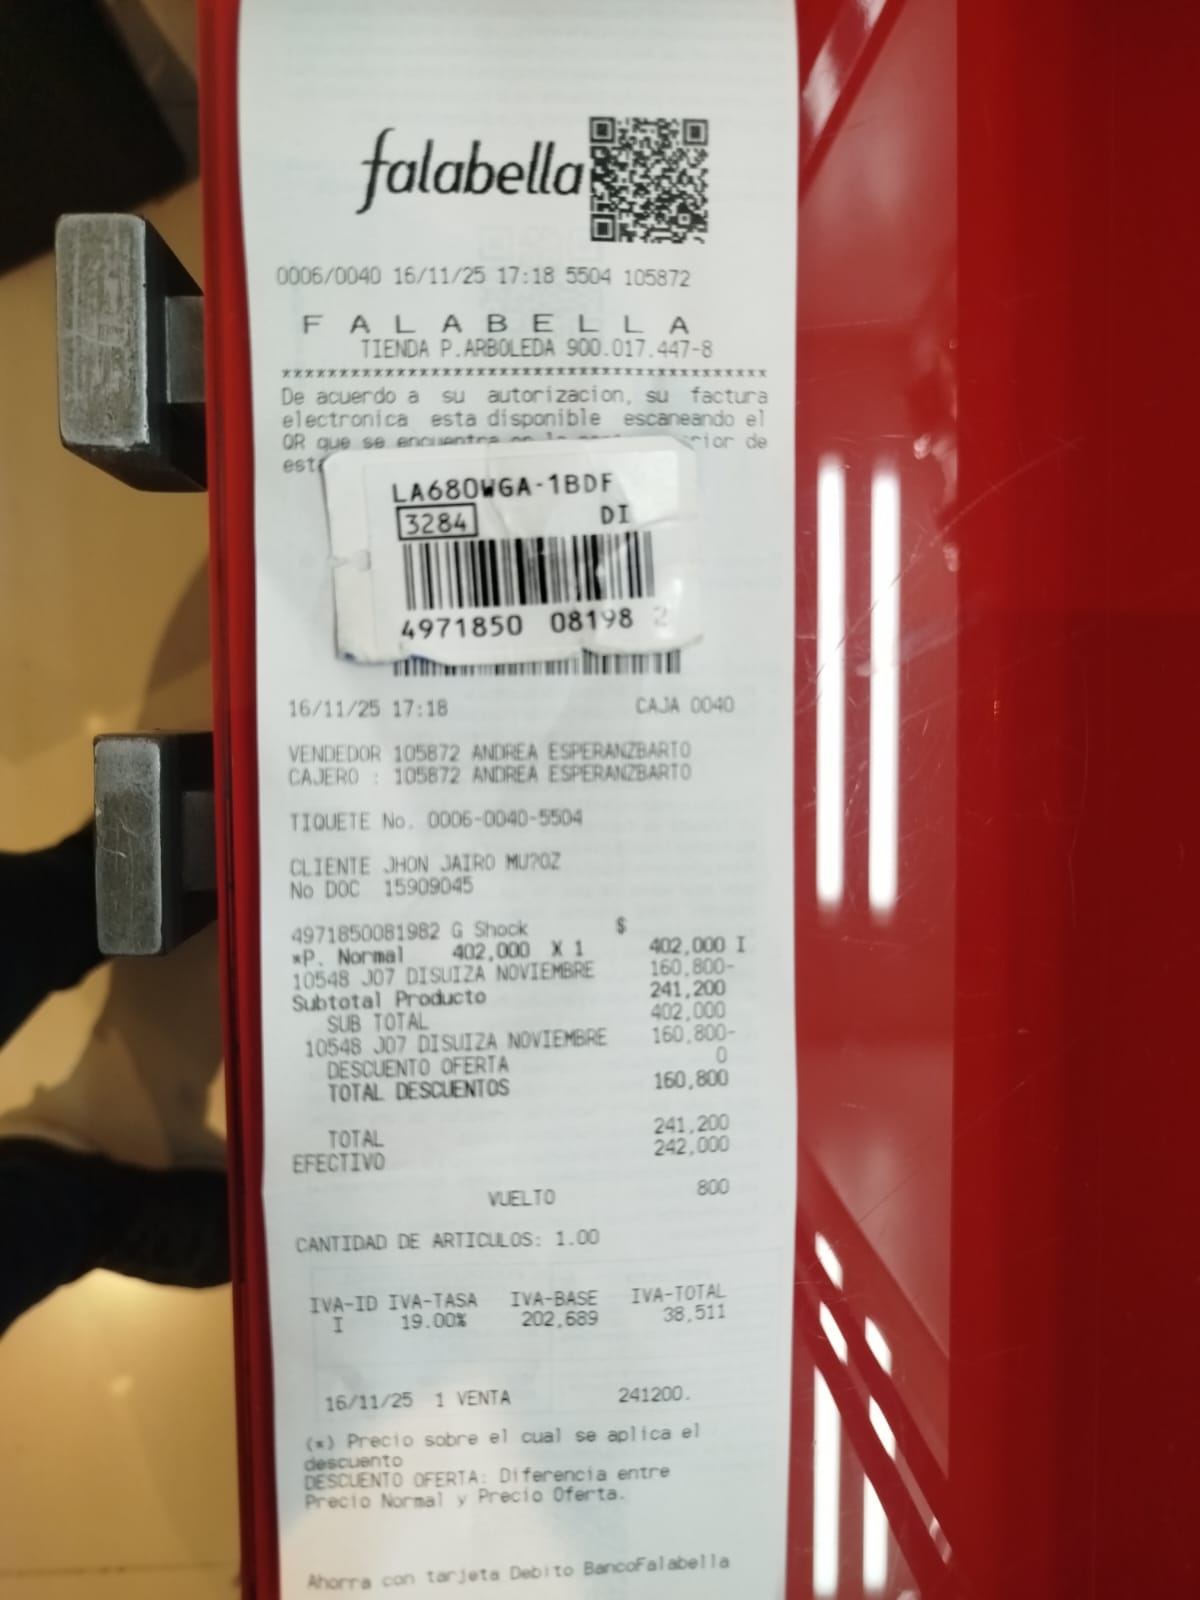 falabella
0006/0040 16/11/25 17:18 5504 105872
F A L A B E L L A
TIENDA P.ARBOLEDA 900.017.447-8
xxxxxxxxxxxxxxxxxxxxxxxxxxxxxxxxxxxxxxxxxx
De acuerdo a su autorizacion, su factura
electronica esta disponible escaneando el
QR que se encuentra de
LA680WGA-1BDF
3284 DI
4971850 08198 2
16/11/25 17:18 CAJA 0040
VENDEDOR 105872 ANDREA ESPERANZBARTO
CAJERO : 105872 ANDREA ESPERANZBARTO
TIQUETE No. 0006-0040-5504
CLIENTE JHON JAIRO MU?OZ
No DOC 15909045
4971850081982 G Shock $
*P. Normal 402,000 X 1 402,000 I
10548 J07 DISUIZA NOVIEMBRE 160,800-
Subtotal Producto 241,200
SUB TOTAL 402,000
10548 J07 DISUIZA NOVIEMBRE 160,800-
DESCUENTO OFERTA 0
TOTAL DESCUENTOS 160,800
TOTAL 241,200
EFECTIVO 242,000
VUELTO 800
CANTIDAD DE ARTICULOS: 1.00
IVA-ID IVA-TASA IVA-BASE IVA-TOTAL
I 19.00% 202,689 38,511
16/11/25 1 VENTA 241200.
(*) Precio sobre el cual se aplica el
descuento
DESCUENTO OFERTA: Diferencia entre
Precio Normal y Precio Oferta.
Ahorra con tarjeta Debito BancoFalabella